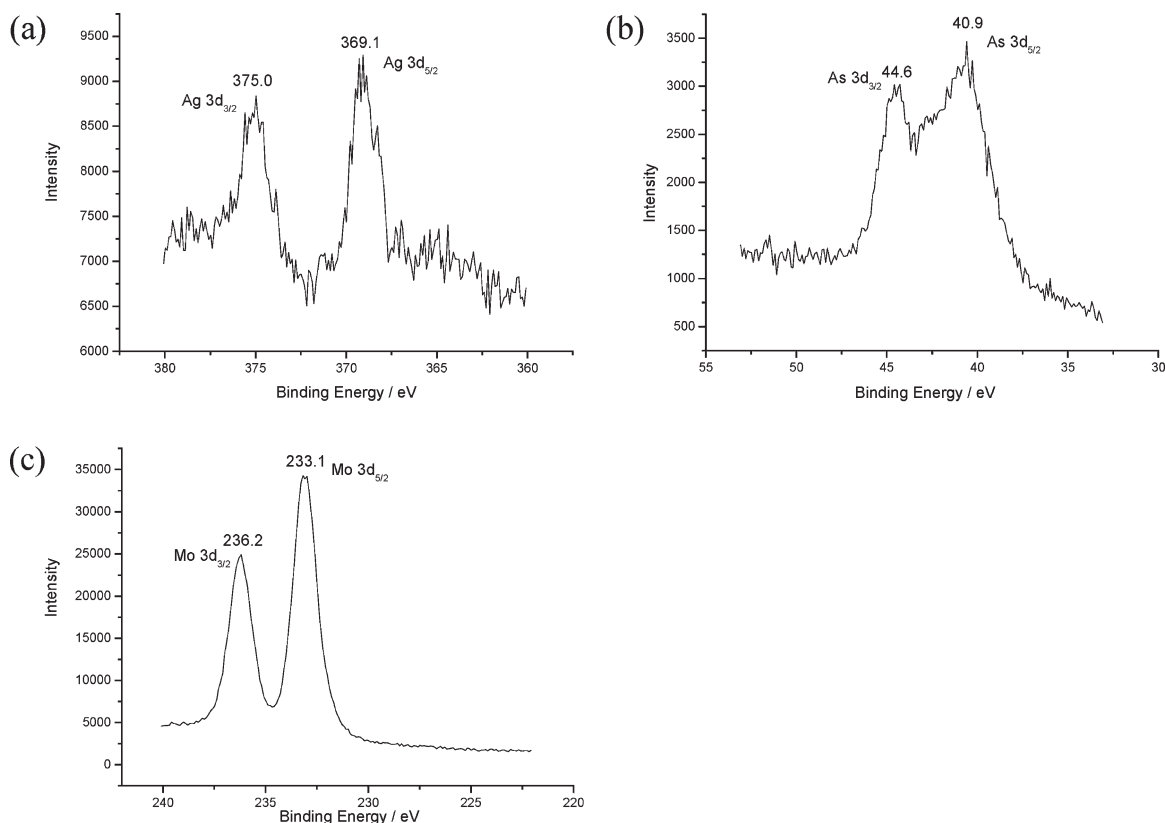 (a)
9500
9000
8500
8000
7500
7000
6500
6000
Intensity
375.0
Ag 3d3/2
369.1
Ag 3d5/2
380 375 370 365 360
Binding Energy / eV
(b)
3500
3000
2500
2000
1500
1000
500
Intensity
As 3d3/2 44.6
40.9
As 3d5/2
55 50 45 40 35 30
Binding Energy / eV
(c)
35000
30000
25000
20000
15000
10000
5000
0
Intensity
236.2
Mo 3d3/2
233.1
Mo 3d5/2
240 235 230 225 220
Binding Energy / eV